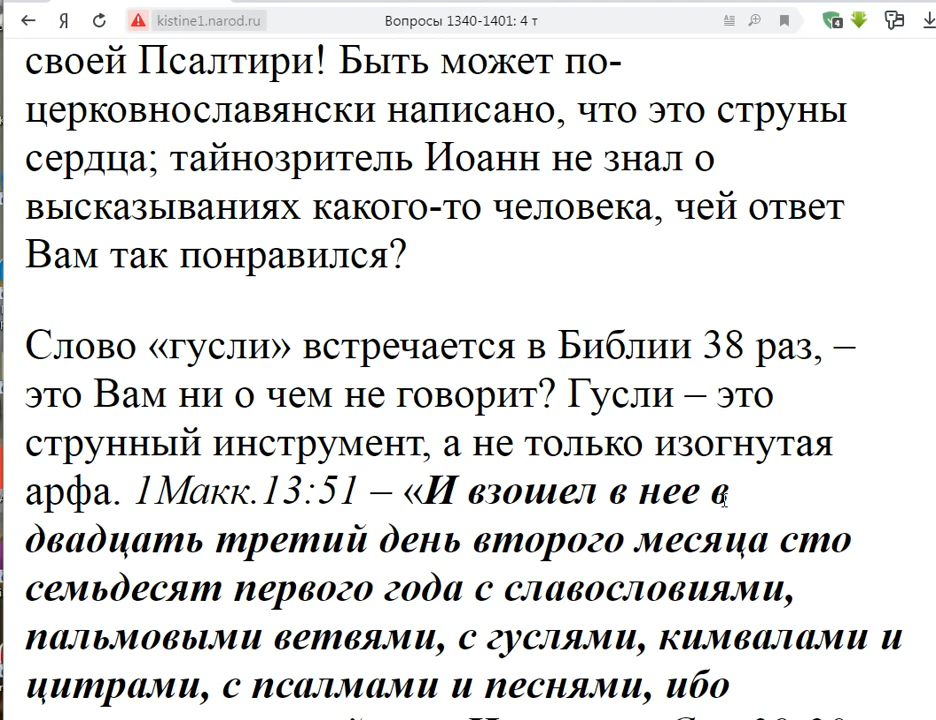 kistine1.narod.ru
Вопросы 1340-1401: 4 т
4
своей Псалтири! Быть может по-
церковнославянски написано, что это струны
сердца; тайнозритель Иоанн не знал о
высказываниях какого-то человека, чей ответ
Вам так понравился?
Слово «гусли» встречается в Библии 38 раз, –
это Вам ни о чем не говорит? Гусли – это
струнный инструмент, а не только изогнутая
арфа. 1Макк.13:51 – «И взошел в нее в
двадцать третий день второго месяца сто
семьдесят первого года с славословиями,
пальмовыми ветвями, с гуслями, кимвалами и
цитрами, с псалмами и песнями, ибо